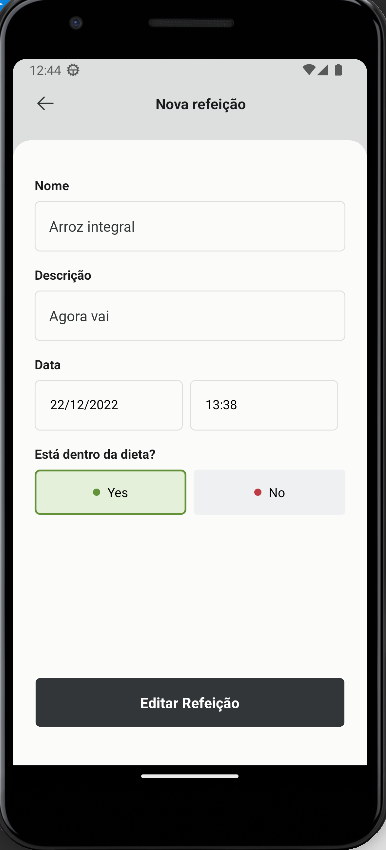 12:44
Nova refeição
Nome
Arroz integral
Descrição
Agora vai
Data
22/12/2022 13:38
Está dentro da dieta?
Yes No
Editar Refeição